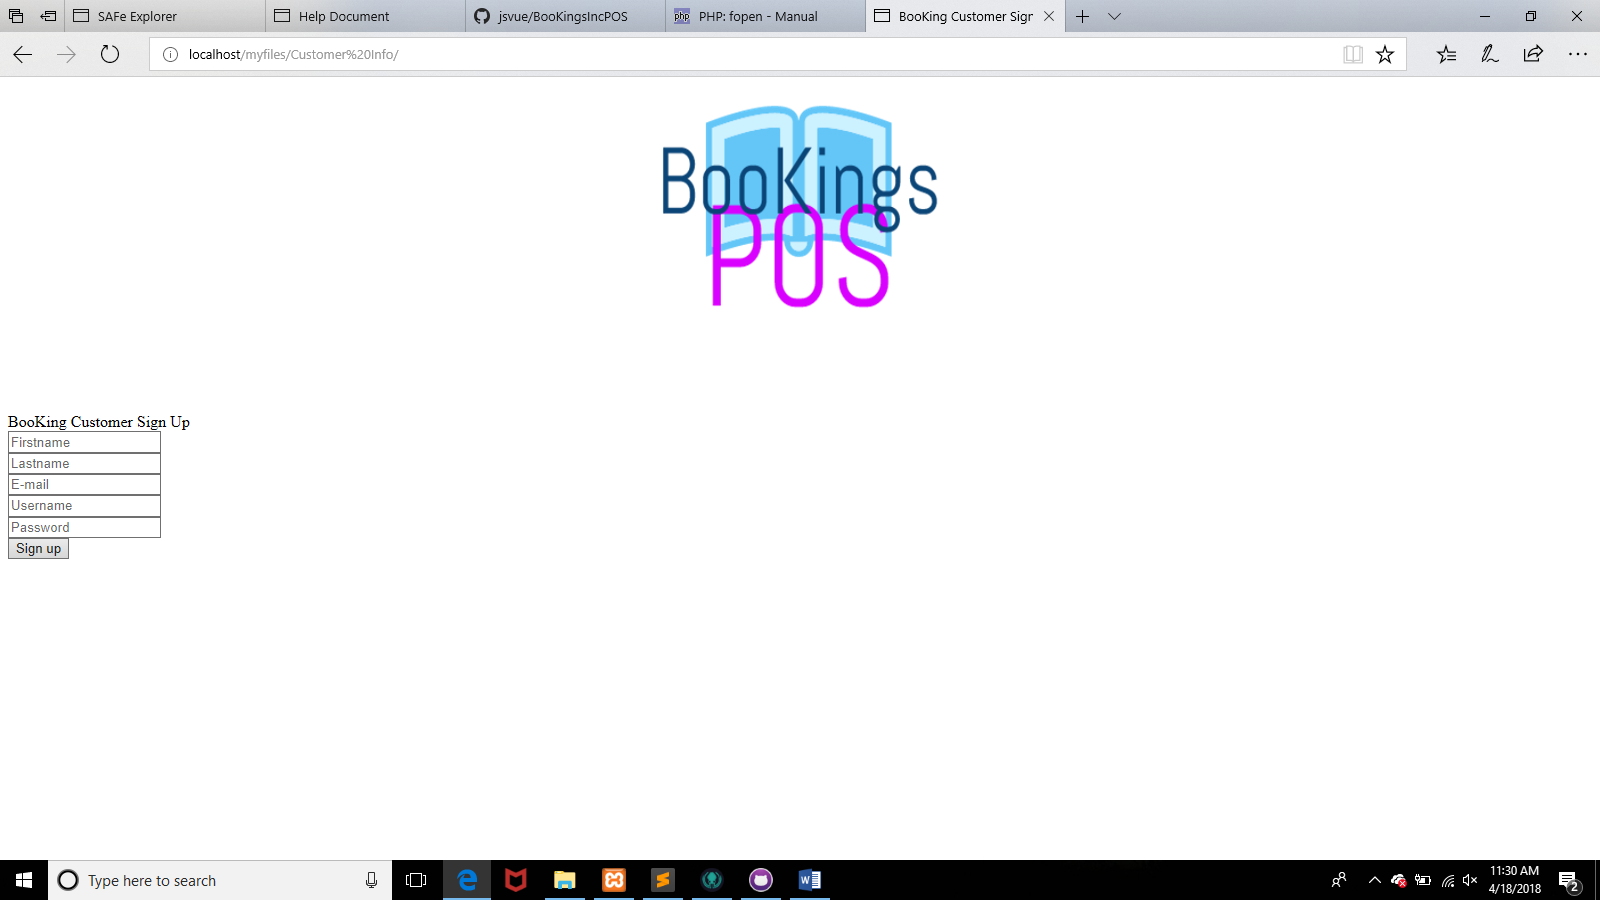 SAFe Explorer
Help Document
jsvue/BooKingsIncPOS
php
PHP: fopen - Manual
BooKing Customer Sigr
localhost/myfiles/Customer%20Info/
BooKings
POS
BooKing Customer Sign Up
Firstname
Lastname
E-mail
Username
Password
Sign up
Type here to search
11:30 AM
4/18/2018
2